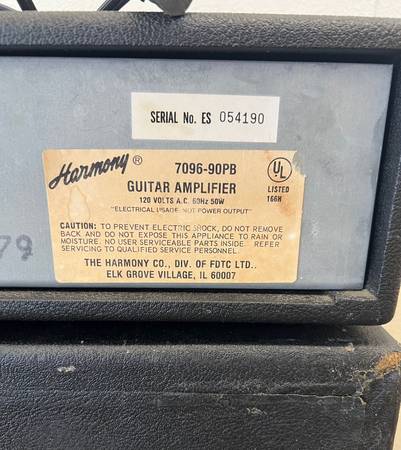 SERIAL No. ES 054190
Harmony ®
7096-90PB
GUITAR AMPLIFIER
120 VOLTS A.C. 60Hz 50W
"ELECTRICAL USAGE, NOT POWER OUTPUT"
UL
LISTED
166N
CAUTION: TO PREVENT ELECTRIC SHOCK, DO NOT REMOVE
BACK AND DO NOT EXPOSE THIS APPLIANCE TO RAIN OR
MOISTURE. NO USER SERVICEABLE PARTS INSIDE. REFER
SERVICING TO QUALIFIED SERVICE PERSONNEL.
THE HARMONY CO., DIV. OF FDTC LTD..
ELK GROVE VILLAGE, IL 60007
79